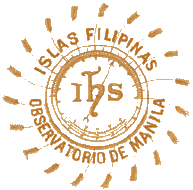 ISLAS FILIPINAS
IHS
OBSERVATORIO DE MANILA